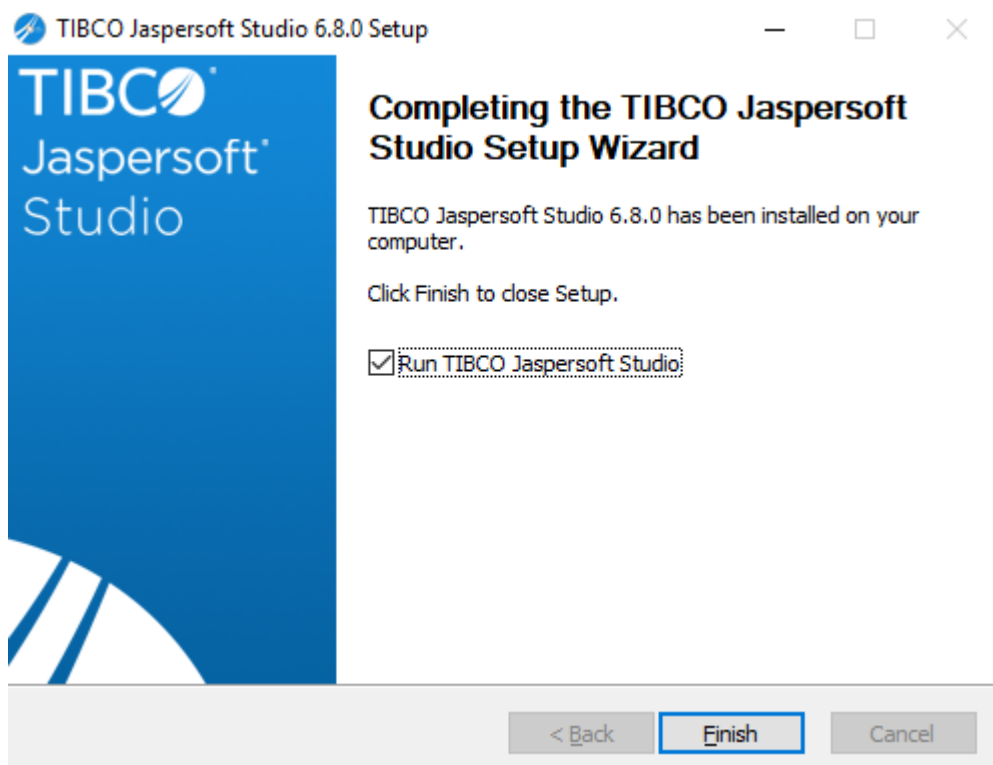 TIBCO Jaspersoft Studio 6.8.0 Setup
TIBCO
Jaspersoft
Studio
Completing the TIBCO Jaspersoft
Studio Setup Wizard
TIBCO Jaspersoft Studio 6.8.0 has been installed on your
computer.
Click Finish to close Setup.
Run TIBCO Jaspersoft Studio
< Back Finish Cancel